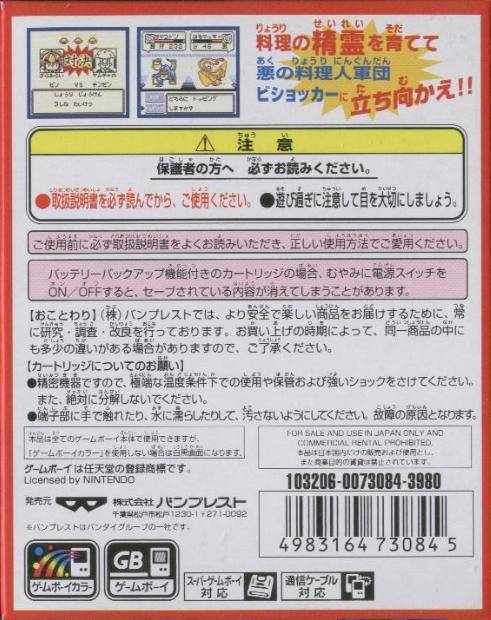 料理の精霊を育てて
悪の料理人軍団
ビショッカーに立ち向かえ!!
対決
VS
しょうり じょうけん
HP 232
HP 46
どちらに トッピング
しますか?
注意
保護者の方へ 必ずお読みください。
●取扱説明書を必ず読んでから、ご使用ください。 ●遊び過ぎに注意して目を大切にしましょう。
ご使用前に必ず取扱説明書をよくお読みいただき、正しい使用方法でご愛用ください。
バッテリーバックアップ機能付きのカートリッジの場合、むやみに電源スイッチを
ON/OFFすると、セーブされている内容が消えてしまうことがあります。
【おことわり】(株)バンプレストでは、より安全で楽しい商品をお届けするために、常
に研究・調査・改良を行っております。お買い上げの時期によって、同一商品の中に
も多少の違いがある場合がありますので、ご了承ください。
【カートリッジについてのお願い】
●精密機器ですので、極端な温度条件下での使用や保管および強いショックをさけてください。
また、絶対に分解しないでください。
●端子部に手で触れたり、水に濡らしたりして、汚さないようにしてください。故障の原因となります。
本品は全てのゲームボーイ本体で使用できますが、
「ゲームボーイカラー」を使用しない場合は白黒画面になります。
ゲームボーイは任天堂の登録商標です。
Licensed by NINTENDO
FOR SALE AND USE IN JAPAN ONLY AND
COMMERCIAL RENTAL PROHIBITED.
本品は日本国内だけの販売および使用とし、
また商業目的の賃貸は禁止されています。
103206-0073084-3980
発売元 株式会社 バンプレスト
千葉県松戸市松戸1230-1 〒271-0092
※バンプレストはバンダイグループの一社です。
4983164 730845
ゲームボーイカラー
GB
ゲームボーイ
スーパーゲームボーイ対応
通信ケーブル対応